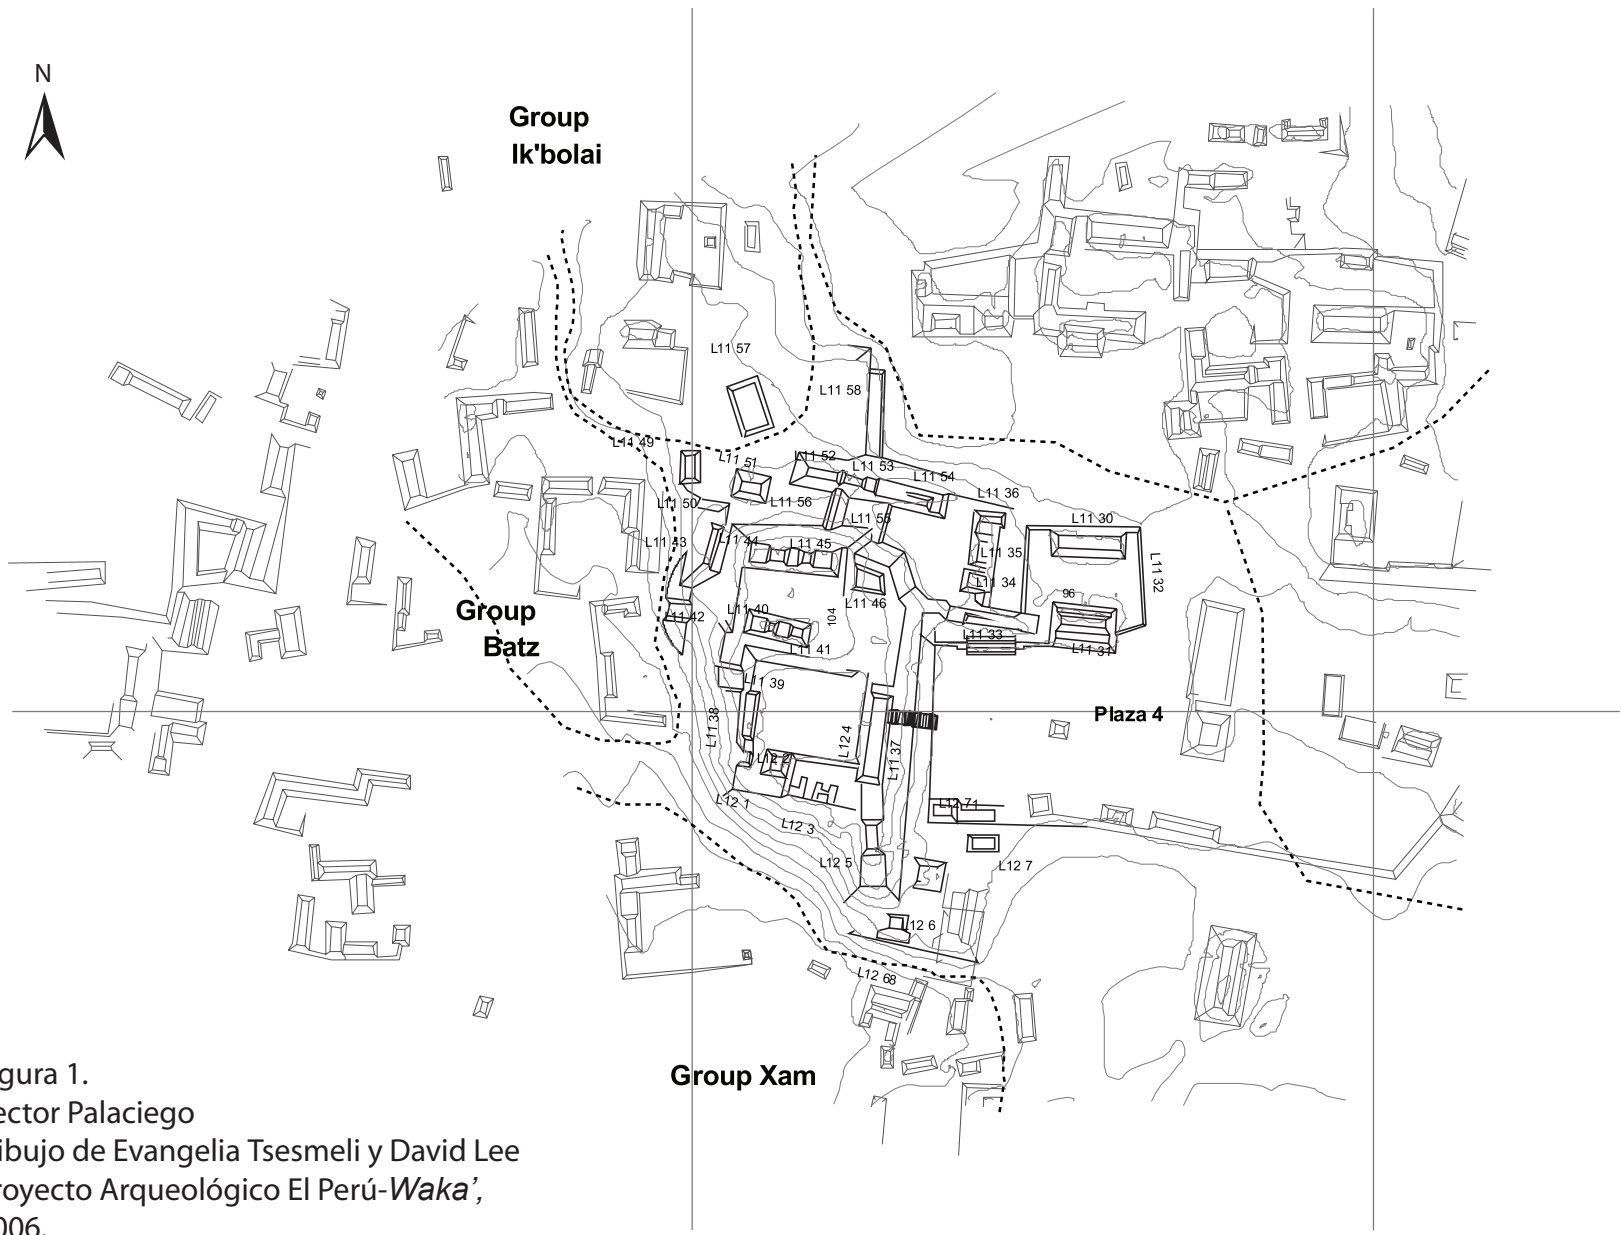 N
Group
Ik'bolai
L11 57
L11 58
L11 49
L11 51
L11 52
L11 53
L11 54
L11 36
L11 50
L11 56
L11 55
L11 30
L11 43
L11 44
L11 45
L11 35
L11 32
L11 34
96
Group
Batz
L11 42
L11 40
104
L11 46
L11 33
L11 41
L11 31
L11 39
L11 38
Plaza 4
L12 4
L11 37
L12 2
L12 1
L12 71
L12 3
L12 5
L12 7
12 6
L12 68
Group Xam
gura 1.
ector Palaciego
ibujo de Evangelia Tsesmeli y David Lee
royecto Arqueológico El Perú-Waka’,
006.